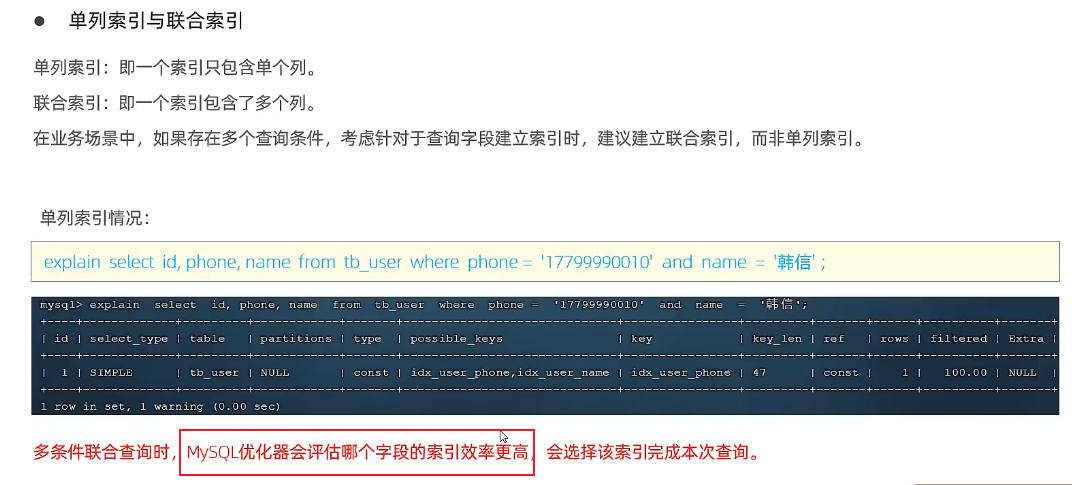 ● 单列索引与联合索引
单列索引：即一个索引只包含单个列。
联合索引：即一个索引包含了多个列。
在业务场景中，如果存在多个查询条件，考虑针对于查询字段建立索引时，建议建立联合索引，而非单列索引。
单列索引情况：
explain select id, phone, name from tb_user where phone = '17799990010' and name = '韩信' ;
mysql> explain select id, phone, name from tb_user where phone = '17799990010' and name = '韩信';
+----+-------------+---------+------------+-------+------------------------------+----------------+---------+-------+------+----------+-------+
| id | select_type | table | partitions | type | possible_keys | key | key_len | ref | rows | filtered | Extra |
+----+-------------+---------+------------+-------+------------------------------+----------------+---------+-------+------+----------+-------+
| 1 | SIMPLE | tb_user | NULL | const | idx_user_phone,idx_user_name | idx_user_phone | 47 | const | 1 | 100.00 | NULL |
+----+-------------+---------+------------+-------+------------------------------+----------------+---------+-------+------+----------+-------+
1 row in set, 1 warning (0.00 sec)
多条件联合查询时，MySQL优化器会评估哪个字段的索引效率更高，会选择该索引完成本次查询。